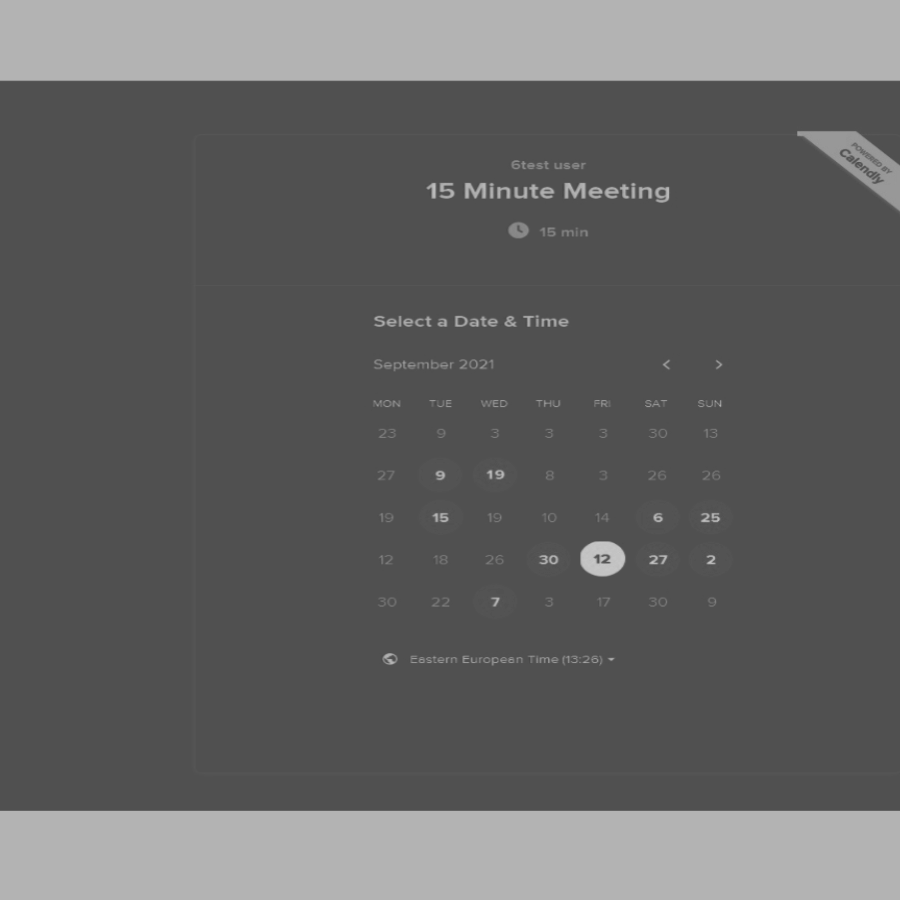 POWERED BY
Calendly
6test user
15 Minute Meeting
15 min
Select a Date & Time
September 2021
MON TUE WED THU FRI SAT SUN
23 9 3 3 3 30 13
27 9 19 8 3 26 26
19 15 19 10 14 6 25
12 18 26 30 12 27 2
30 22 7 3 17 30 9
Eastern European Time (13:26)